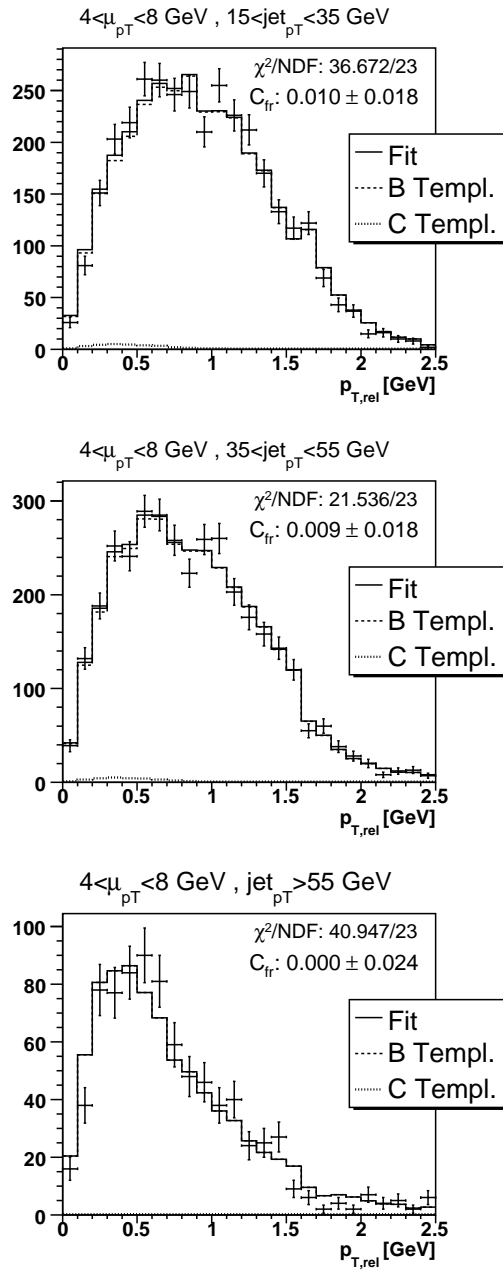 4<μpT<8 GeV , 15<jetpT<35 GeV
χ²/NDF: 36.672/23
Cfr: 0.010 ± 0.018
250
200
150
100
50
0
Fit
B Templ.
C Templ.
0 0.5 1 1.5 2 2.5
pT,rel [GeV]
4<μpT<8 GeV , 35<jetpT<55 GeV
χ²/NDF: 21.536/23
Cfr: 0.009 ± 0.018
300
200
100
0
Fit
B Templ.
C Templ.
0 0.5 1 1.5 2 2.5
pT,rel [GeV]
4<μpT<8 GeV , jetpT>55 GeV
χ²/NDF: 40.947/23
Cfr: 0.000 ± 0.024
100
80
60
40
20
0
Fit
B Templ.
C Templ.
0 0.5 1 1.5 2 2.5
pT,rel [GeV]